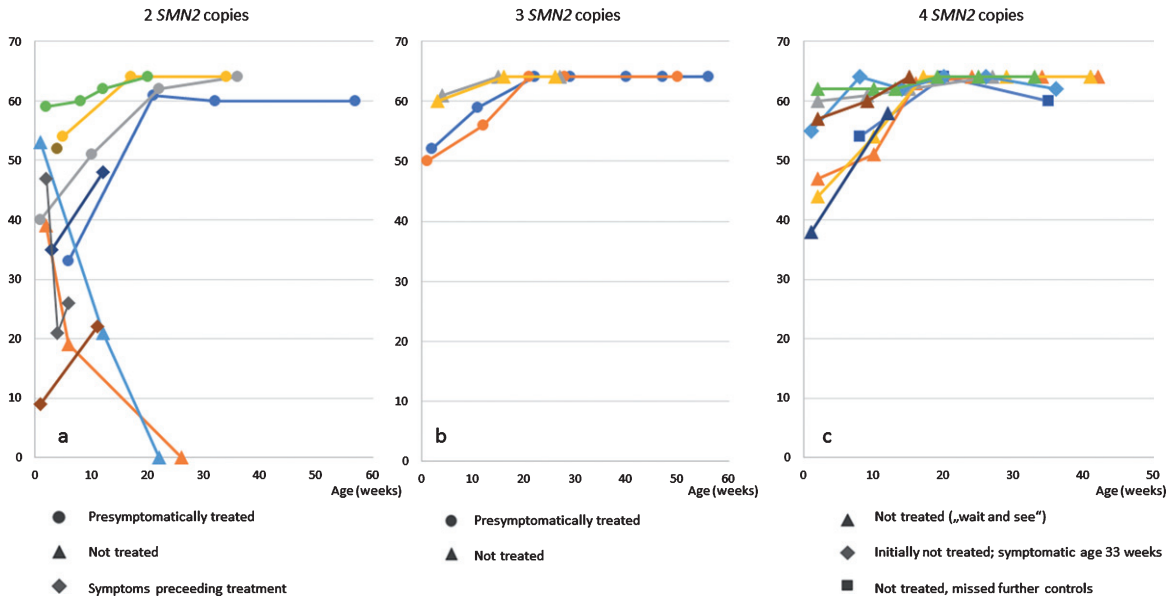 2 SMN2 copies
3 SMN2 copies
4 SMN2 copies
70
60
50
40
30
20
10
0
0 10 20 30 40 50 60
Age (weeks)
a
70
60
50
40
30
20
10
0
0 10 20 30 40 50 60
Age (weeks)
b
70
60
50
40
30
20
10
0
0 10 20 30 40 50
Age (weeks)
c
Presymptomatically treated
Not treated
Symptoms preceeding treatment
Presymptomatically treated
Not treated
Not treated („wait and see“)
Initially not treated; symptomatic age 33 weeks
Not treated, missed further controls